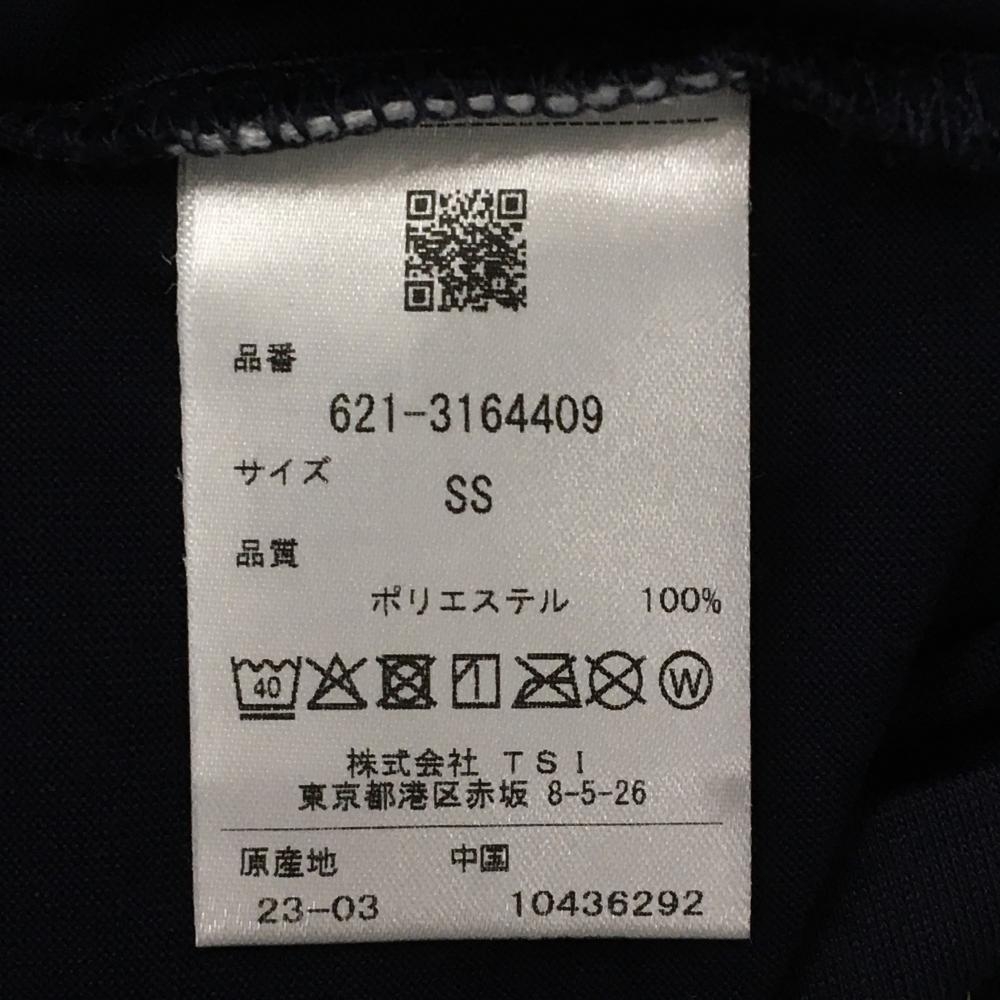 品番
621-3164409
サイズ
SS
品質
ポリエステル 100%
40 W
株式会社 TSI
東京都港区赤坂 8-5-26
原産地 中国
23-03 10436292